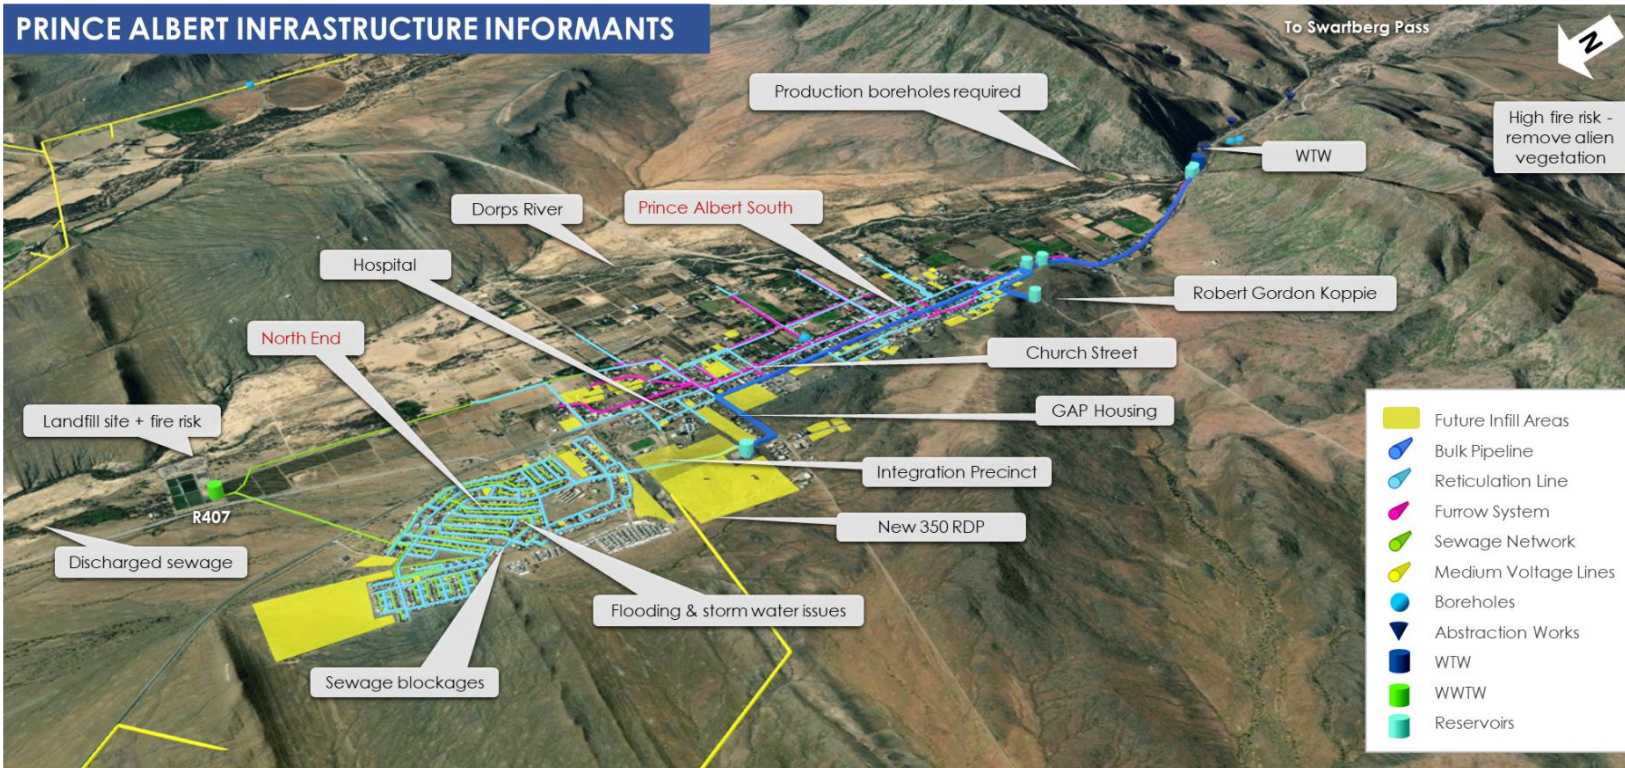 PRINCE ALBERT INFRASTRUCTURE INFORMANTS
To Swartberg Pass
N
Production boreholes required
High fire risk -
remove alien
vegetation
WTW
Dorps River
Prince Albert South
Hospital
Robert Gordon Koppie
North End
Church Street
GAP Housing
Landfill site + fire risk
Integration Precinct
R407
New 350 RDP
Discharged sewage
Flooding & storm water issues
Sewage blockages
Future Infill Areas
Bulk Pipeline
Reticulation Line
Furrow System
Sewage Network
Medium Voltage Lines
Boreholes
Abstraction Works
WTW
WWTW
Reservoirs